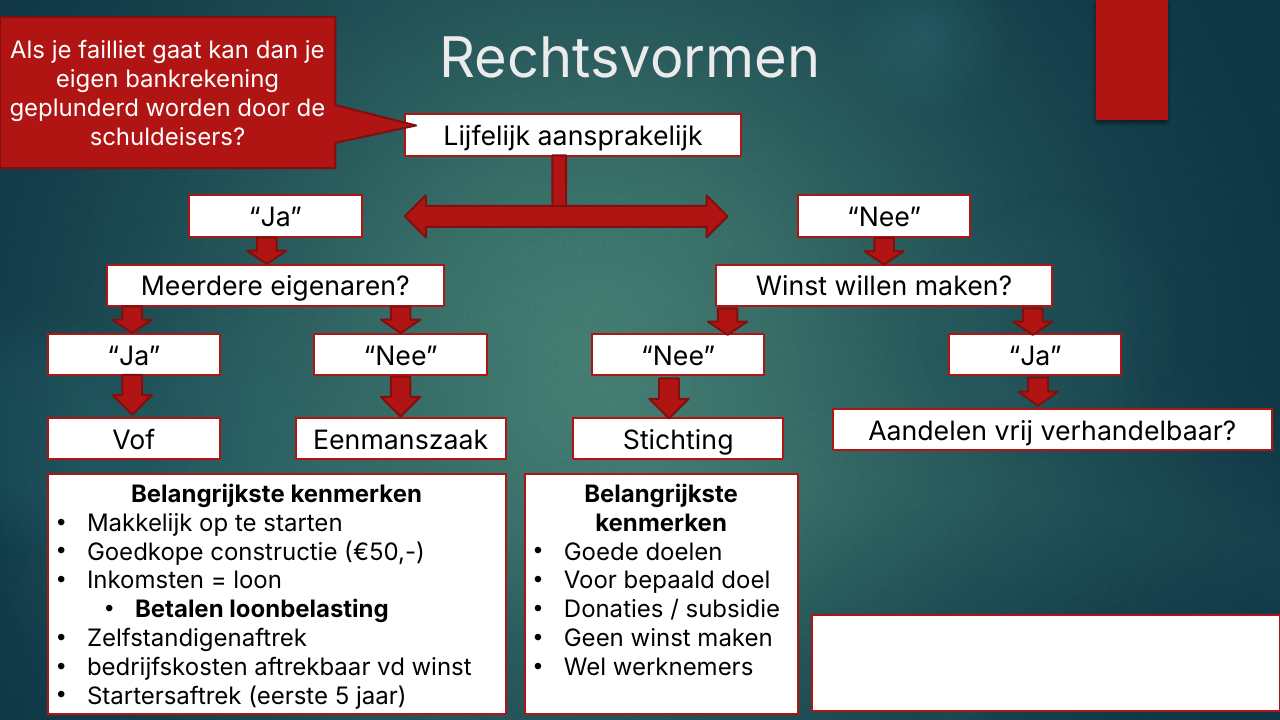 Als je failliet gaat kan dan je
eigen bankrekening
geplunderd worden door de
schuldeisers?
Rechtsvormen
Lijfelijk aansprakelijk
“Ja”
“Nee”
Meerdere eigenaren?
Winst willen maken?
“Ja”
“Nee”
“Nee”
“Ja”
Vof
Eenmanszaak
Stichting
Aandelen vrij verhandelbaar?
Belangrijkste kenmerken
• Makkelijk op te starten
• Goedkope constructie (€50,-)
• Inkomsten = loon
• Betalen loonbelasting
• Zelfstandigenaftrek
• bedrijfskosten aftrekbaar vd winst
• Startersaftrek (eerste 5 jaar)
Belangrijkste
kenmerken
• Goede doelen
• Voor bepaald doel
• Donaties / subsidie
• Geen winst maken
• Wel werknemers